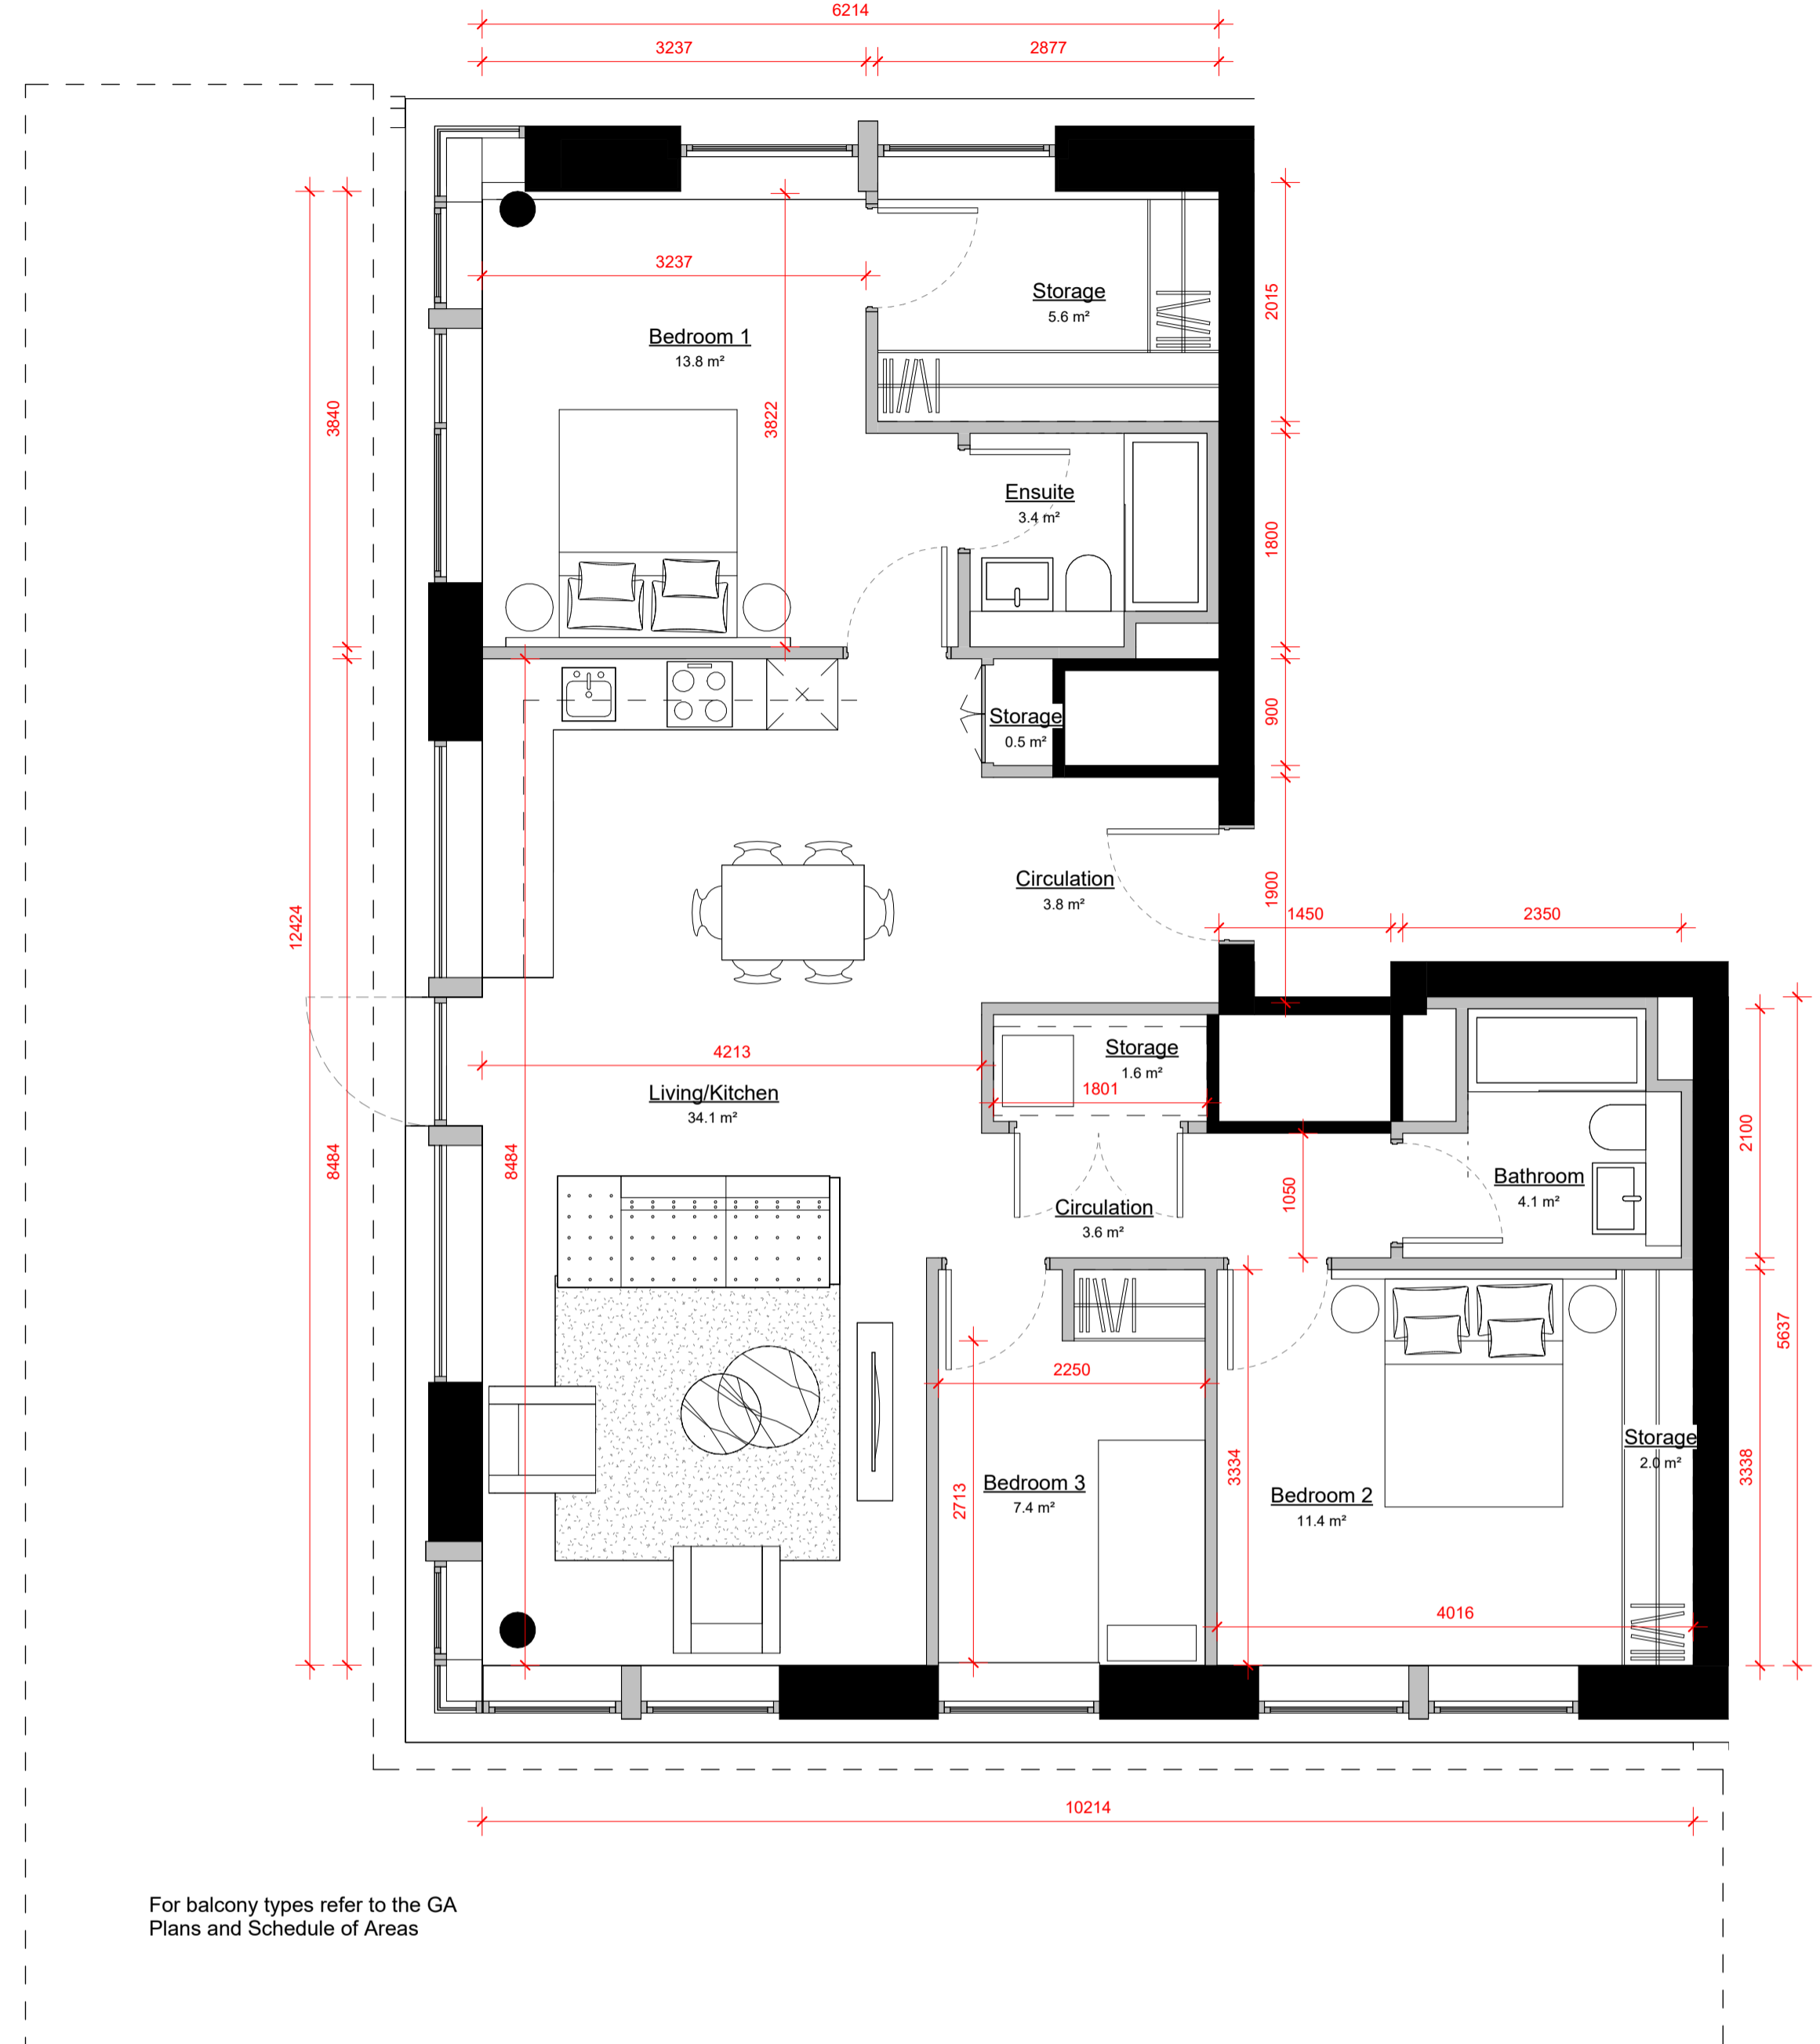 6214
3237
2877
3237
Storage
5.6 m²
2015
Bedroom 1
13.8 m²
3840
3822
Ensuite
3.4 m²
1800
Storage
0.5 m²
900
Circulation
3.8 m²
1900
1450
2350
12424
4213
Living/Kitchen
34.1 m²
Storage
1.6 m²
1801
2100
8484
8484
Bathroom
4.1 m²
1050
Circulation
3.6 m²
5637
2250
Storage
2.0 m²
3338
3334
Bedroom 3
7.4 m²
2713
Bedroom 2
11.4 m²
4016
10214
For balcony types refer to the GA
Plans and Schedule of Areas